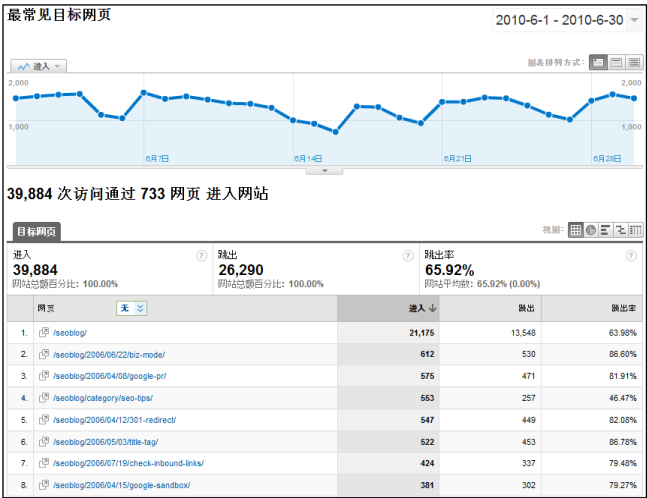 最常见目标网页
2010-6-1 - 2010-6-30
进入
图表排列方式:
2,000 2,000
1,000 1,000
6月7日 6月14日 6月21日 6月28日
39,884 次访问通过 733 网页 进入网站
目标网页
视图:
进入 跳出 跳出率
39,884 26,290 65.92%
网站总额百分比: 100.00% 网站总额百分比: 100.00% 网站平均数: 65.92% (0.00%)
网页 无 进入 跳出 跳出率
1. /seoblog/ 21,175 13,548 63.98%
2. /seoblog/2006/06/22/biz-mode/ 612 530 86.60%
3. /seoblog/2006/04/08/google-pr/ 575 471 81.91%
4. /seoblog/category/seo-tips/ 553 257 46.47%
5. /seoblog/2006/04/12/301-redirect/ 547 449 82.08%
6. /seoblog/2006/05/03/title-tag/ 522 453 86.78%
7. /seoblog/2006/07/19/check-inbound-links/ 424 337 79.48%
8. /seoblog/2006/04/15/google-sandbox/ 381 302 79.27%